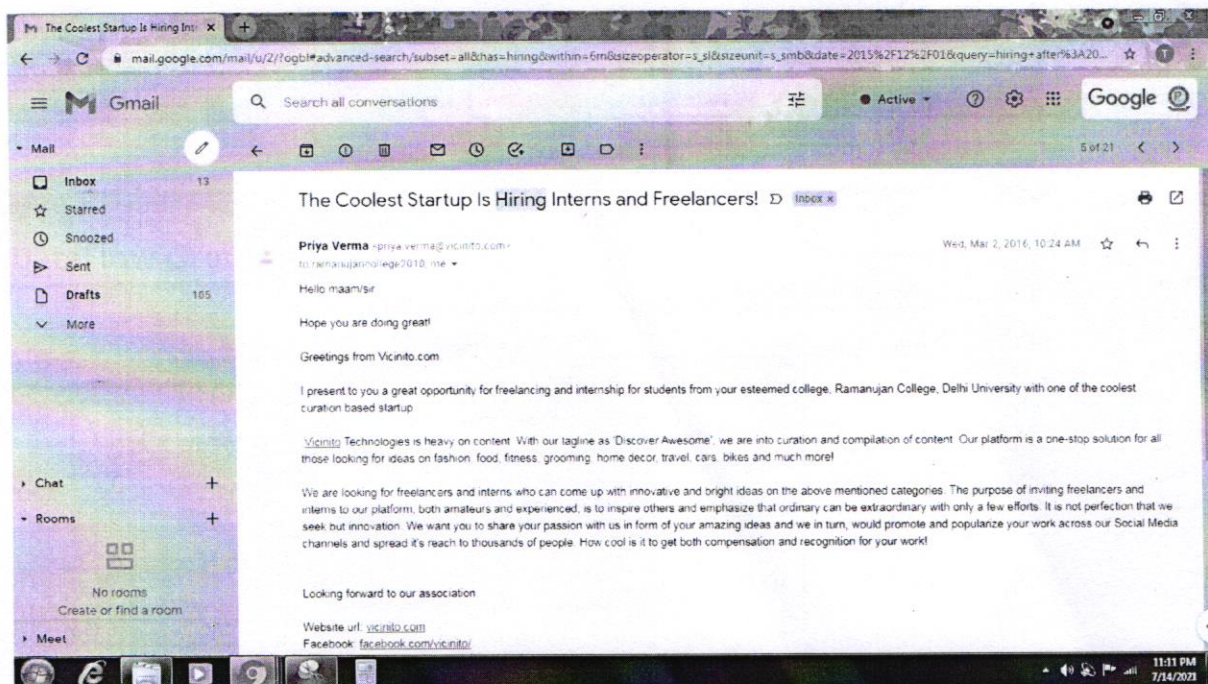 The Coolest Startup Is Hiring Int
mail.google.com/mail/u/2/?ogbl#advanced-search/subset=all&has=hiring&within=6m&sizeoperator=s_sl&sizeunit=s_smb&date=2015%2F12%2F01&query=hiring+after%3A20...
T
Gmail
Search all conversations
Active
Google
P
Mail
5 of 21
Inbox 13
Starred
Snoozed
Sent
Drafts 105
More
Chat
Rooms
No rooms
Create or find a room
Meet
The Coolest Startup Is Hiring Interns and Freelancers! Inbox x
Priya Verma <priya.verma@vicinito.com>
Wed, Mar 2, 2016, 10:24 AM
to ramanujancollege2010, me
Hello maam/sir
Hope you are doing great!
Greetings from Vicinito.com
I present to you a great opportunity for freelancing and internship for students from your esteemed college, Ramanujan College, Delhi University with one of the coolest
curation based startup
Vicinito Technologies is heavy on content. With our tagline as 'Discover Awesome', we are into curation and compilation of content. Our platform is a one-stop solution for all
those looking for ideas on fashion, food, fitness, grooming, home decor, travel, cars, bikes and much more!
We are looking for freelancers and interns who can come up with innovative and bright ideas on the above mentioned categories. The purpose of inviting freelancers and
interns to our platform, both amateurs and experienced, is to inspire others and emphasize that ordinary can be extraordinary with only a few efforts. It is not perfection that we
seek but innovation. We want you to share your passion with us in form of your amazing ideas and we in turn, would promote and popularize your work across our Social Media
channels and spread it's reach to thousands of people. How cool is it to get both compensation and recognition for your work!
Looking forward to our association
Website url: vicinito.com
Facebook: facebook.com/vicinito/
11:11 PM
7/14/2021